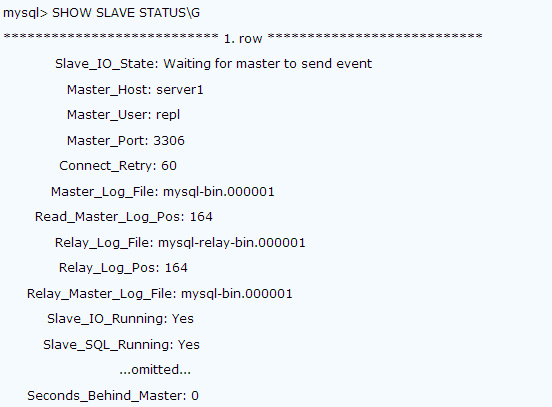 mysql> SHOW SLAVE STATUS\G
*************************** 1. row ***************************
Slave_IO_State: Waiting for master to send event
Master_Host: server1
Master_User: repl
Master_Port: 3306
Connect_Retry: 60
Master_Log_File: mysql-bin.000001
Read_Master_Log_Pos: 164
Relay_Log_File: mysql-relay-bin.000001
Relay_Log_Pos: 164
Relay_Master_Log_File: mysql-bin.000001
Slave_IO_Running: Yes
Slave_SQL_Running: Yes
...omitted...
Seconds_Behind_Master: 0